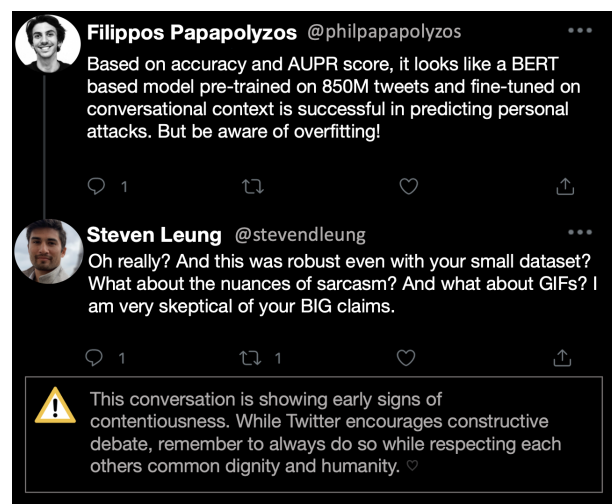 Filippos Papapolyzos @philpapapolyzos
Based on accuracy and AUPR score, it looks like a BERT
based model pre-trained on 850M tweets and fine-tuned on
conversational context is successful in predicting personal
attacks. But be aware of overfitting!
1
Steven Leung @stevendleung
Oh really? And this was robust even with your small dataset?
What about the nuances of sarcasm? And what about GIFs? I
am very skeptical of your BIG claims.
1 1
This conversation is showing early signs of
contentiousness. While Twitter encourages constructive
debate, remember to always do so while respecting each
others common dignity and humanity. ♡